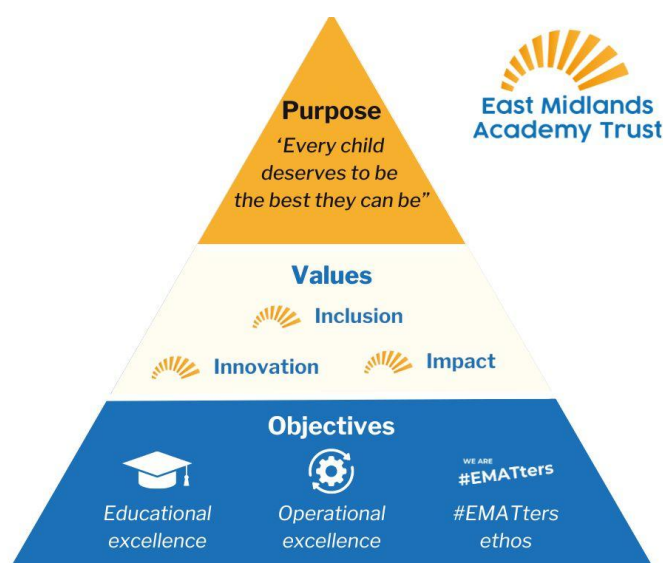 East Midlands
Academy Trust
Purpose
‘Every child
deserves to be
the best they can be”
Values
Inclusion
Innovation
Impact
Objectives
WE ARE
#EMATters
Educational
excellence
Operational
excellence
#EMATters
ethos